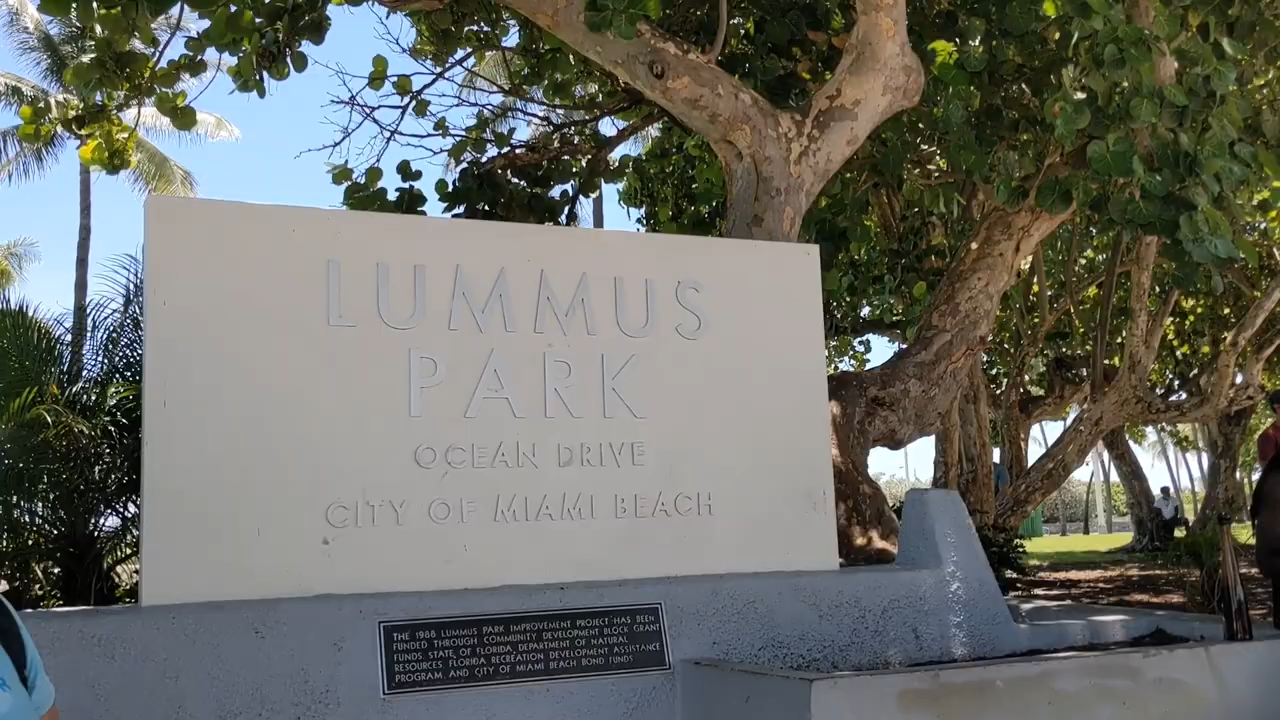 LUMMUS
PARK
OCEAN DRIVE
CITY OF MIAMI BEACH
THE 1988 LUMMUS PARK IMPROVEMENT PROJECT HAS BEEN
FUNDED THROUGH COMMUNITY DEVELOPMENT BLOCK GRANT
FUNDS, STATE OF FLORIDA, DEPARTMENT OF NATURAL
RESOURCES, FLORIDA RECREATION DEVELOPMENT ASSISTANCE
PROGRAM, AND CITY OF MIAMI BEACH BOND FUNDS